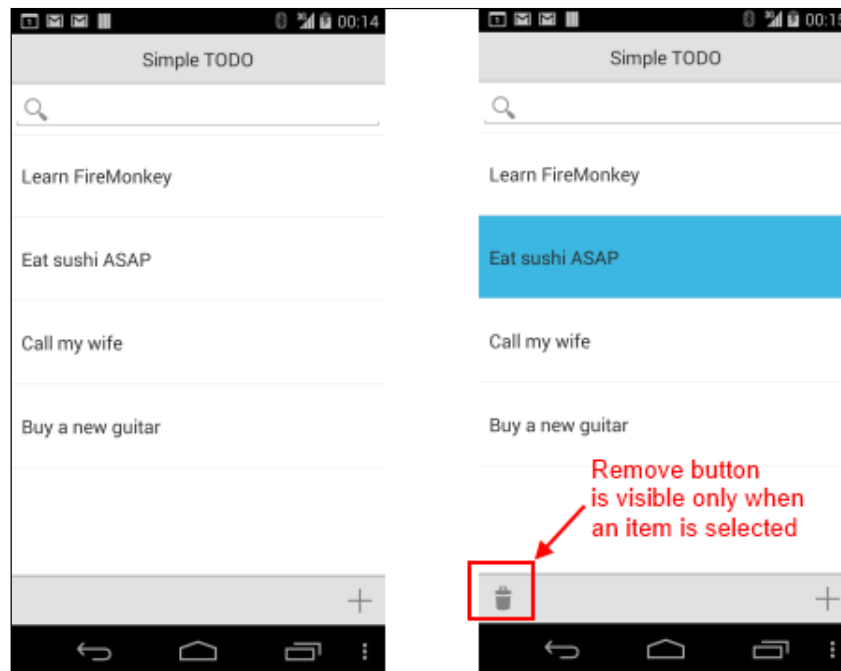 00:14
Simple TODO
Learn FireMonkey
Eat sushi ASAP
Call my wife
Buy a new guitar
00:15
Simple TODO
Learn FireMonkey
Eat sushi ASAP
Call my wife
Buy a new guitar
Remove button
is visible only when
an item is selected